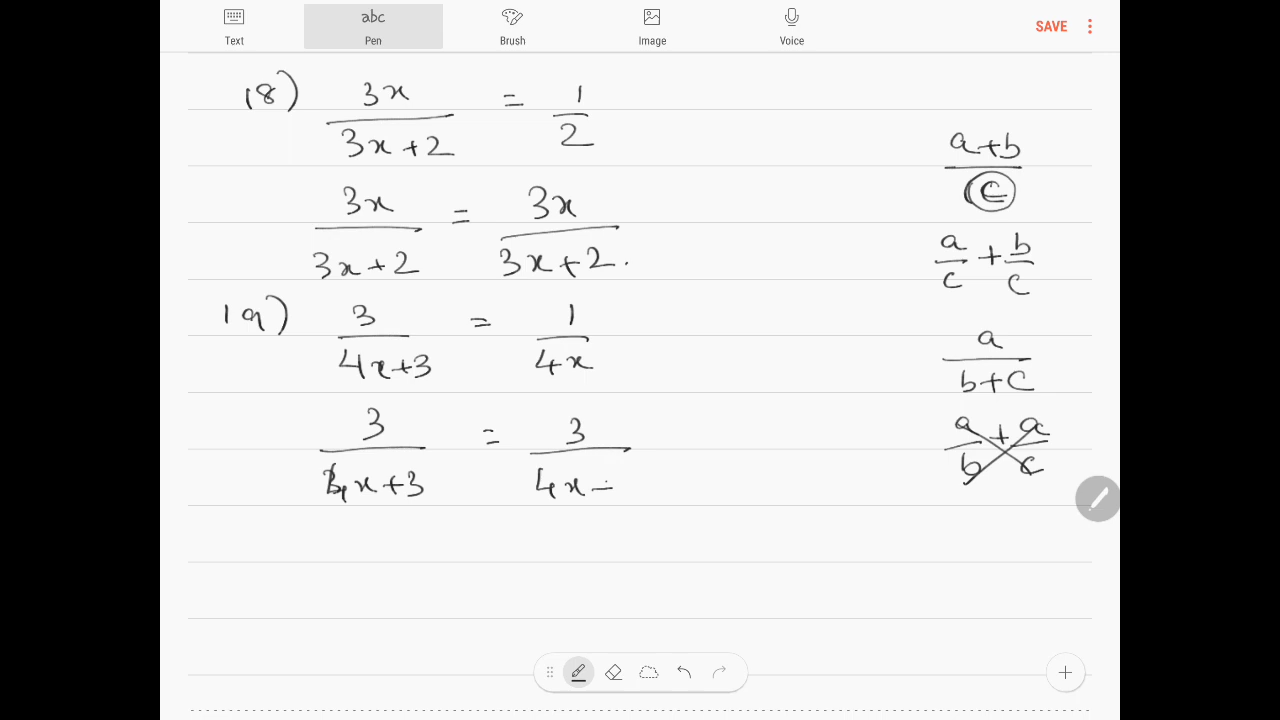 Text
abc
Pen
Brush
Image
Voice
SAVE
18) 3x / 3x+2 = 1 / 2
3x / 3x+2 = 3x / 3x+2.
19) 3 / 4x+3 = 1 / 4x
3 / 4x+3 = 3 / 4x
a+b / c
a/c + b/c
a / b+c
a/b + a/c